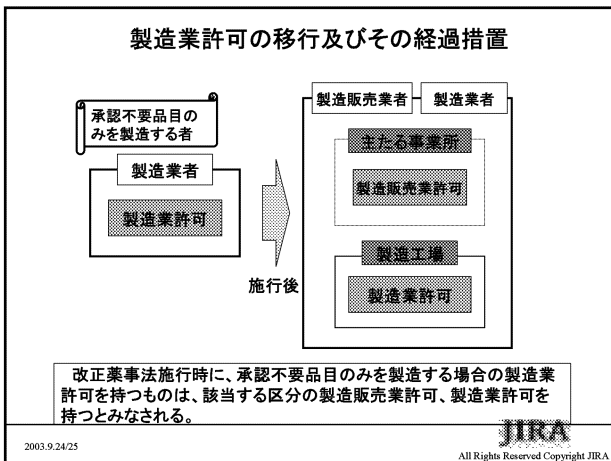 製造業許可の移行及びその経過措置
承認不要品目の
みを製造する者
製造業者
製造業許可
施行後
製造販売業者
製造業者
主たる事業所
製造販売業許可
製造工場
製造業許可
改正薬事法施行時に、承認不要品目のみを製造する場合の製造業
許可を持つものは、該当する区分の製造販売業許可、製造業許可を
持つとみなされる。
2003.9.24/25
JIRA
All Rights Reserved Copyright JIRA